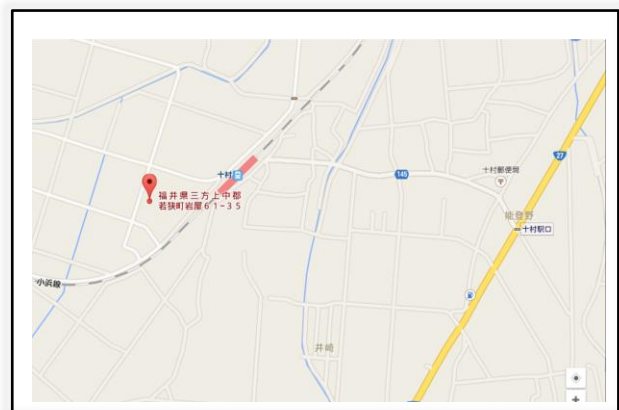 27
十村
145
十村郵便局
福井県三方上中郡
若狭町岩屋61-35
能登野
十村駅口
小浜線
井崎
27